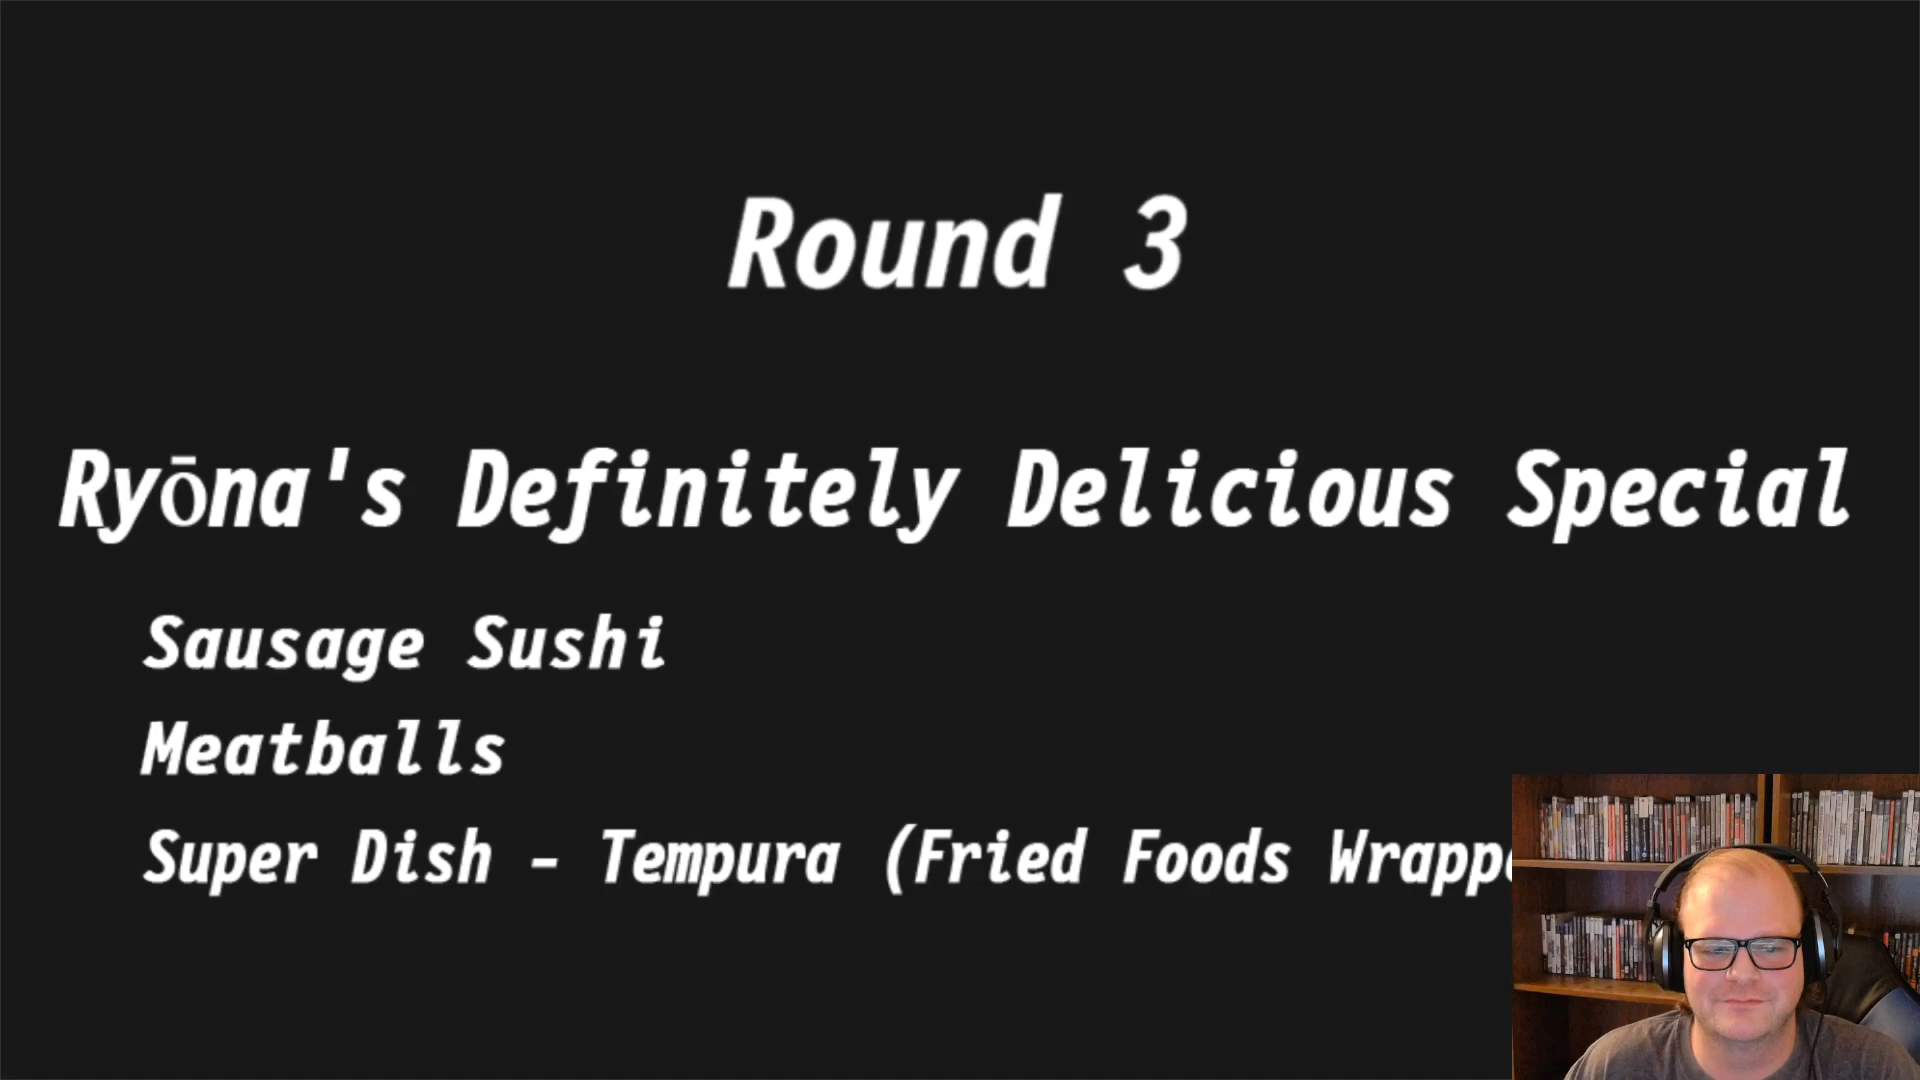 Round 3
Ryōna's Definitely Delicious Special
Sausage Sushi
Meatballs
Super Dish - Tempura (Fried Foods